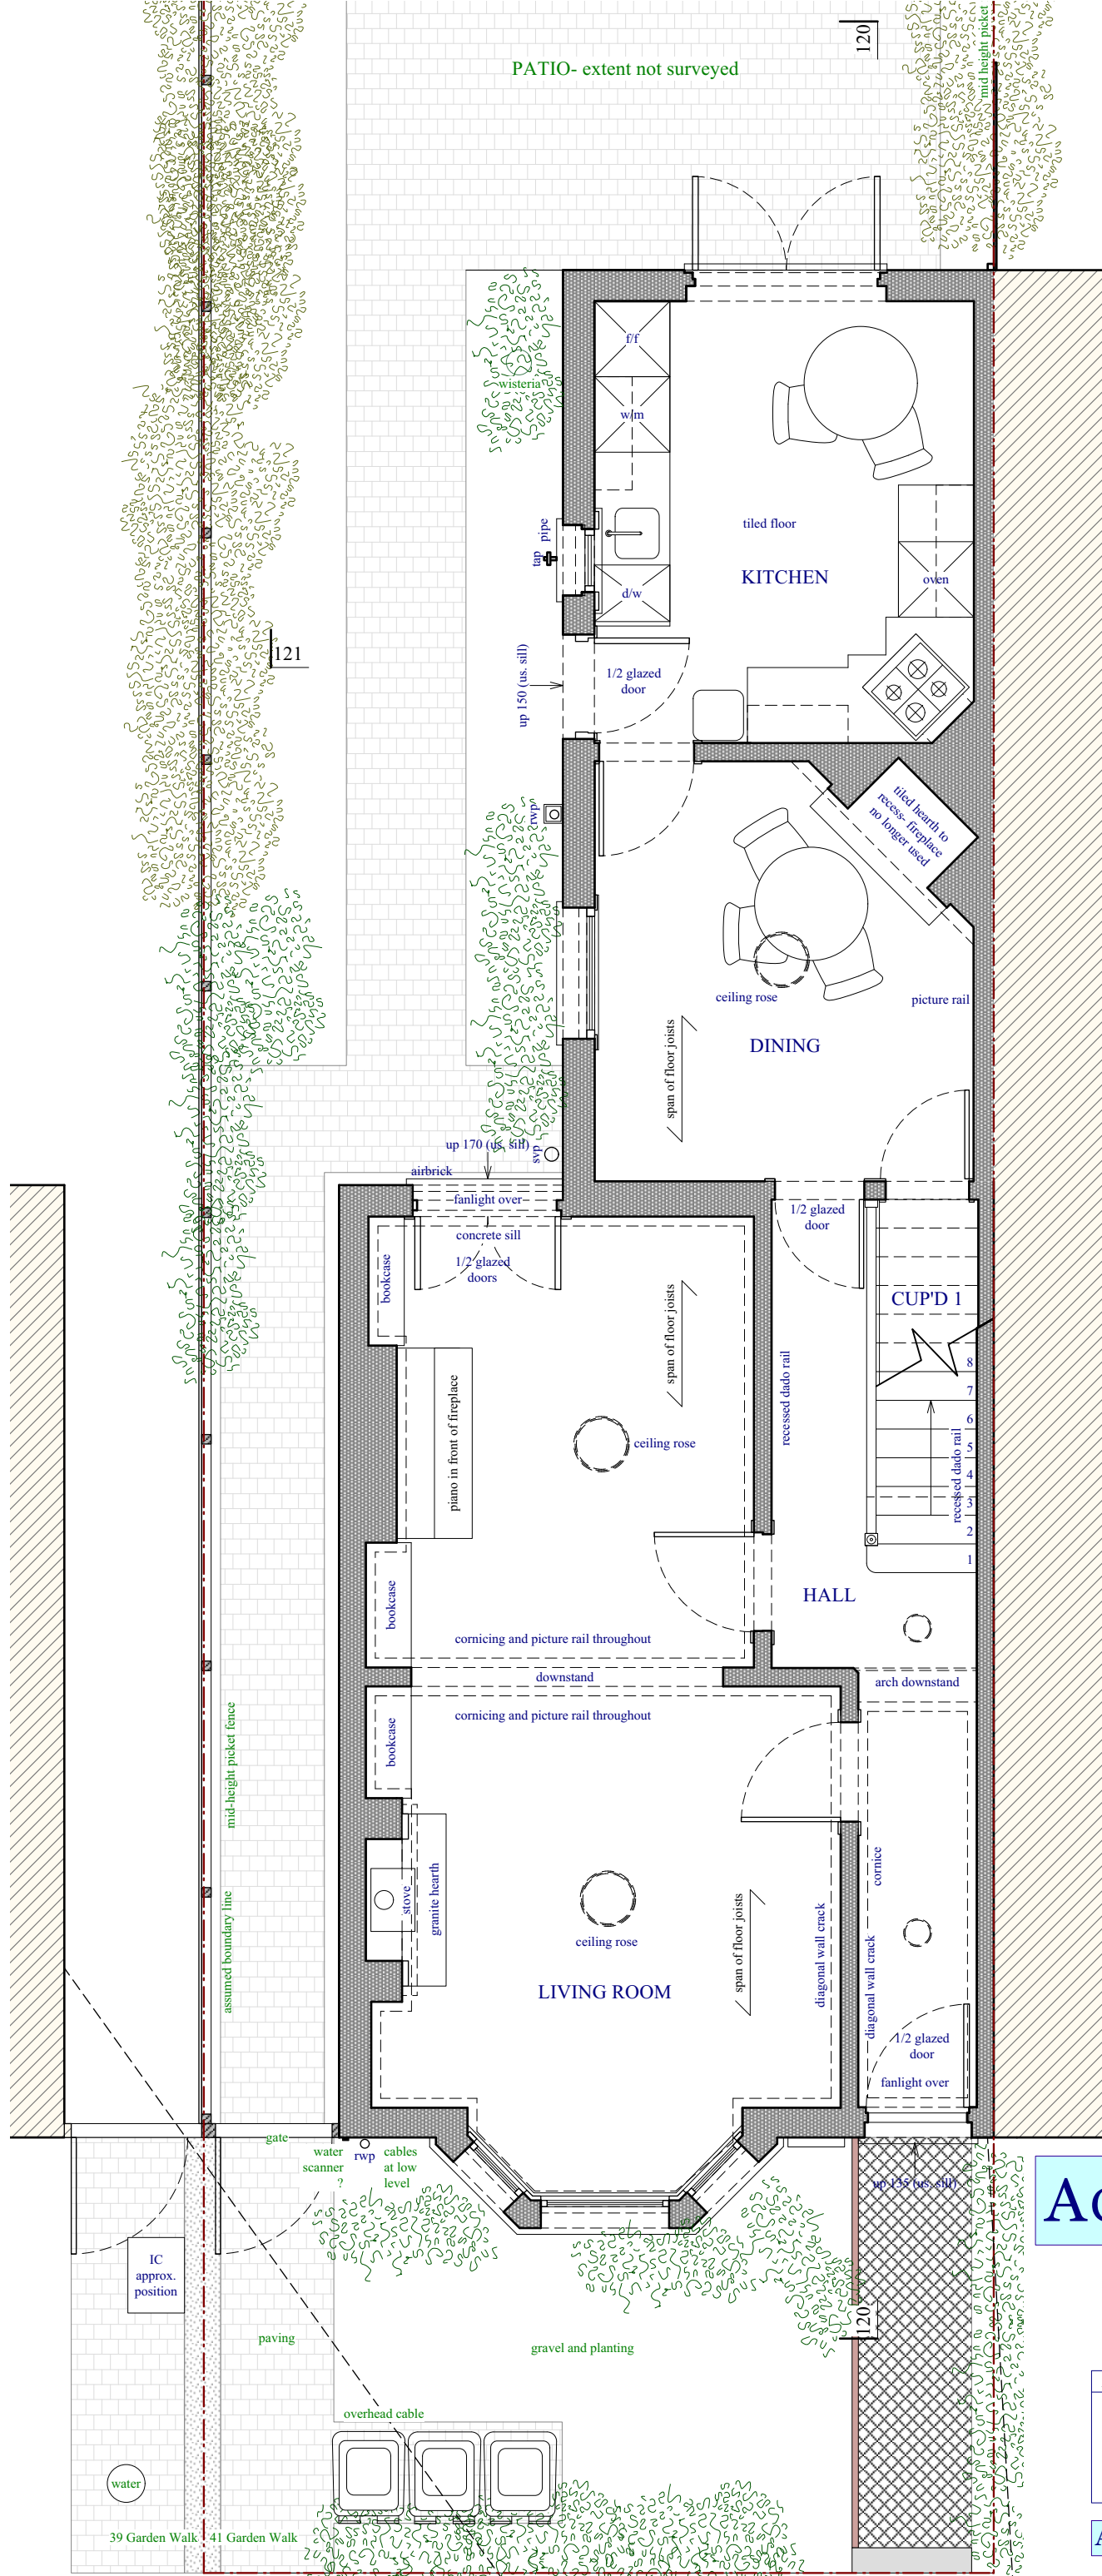 mid height picket
120
PATIO- extent not surveyed
f/f
wisteria
w/m
tiled floor
pipe
tap
KITCHEN
oven
d/w
121
up 150 (us. sill)
1/2 glazed
door
rwp
tiled hearth to
recess- fireplace
no longer used
ceiling rose
picture rail
DINING
span of floor joists
up 170 (us. sill)
svp
airbrick
fanlight over
concrete sill
1/2 glazed
doors
1/2 glazed
door
bookcase
CUP'D 1
span of floor joists
recessed dado rail
8
7
6
5
4
3
2
1
recessed dado rail
piano in front of fireplace
ceiling rose
bookcase
HALL
cornicing and picture rail throughout
downstand
arch downstand
cornicing and picture rail throughout
bookcase
mid-height picket fence
cornice
stove
granite hearth
assumed boundary line
ceiling rose
span of floor joists
diagonal wall crack
diagonal wall crack
LIVING ROOM
1/2 glazed
door
fanlight over
gate
water
scanner
?
rwp
cables
at low
level
up 135 (us. sill)
IC
approx.
position
120
paving
gravel and planting
overhead cable
water
39 Garden Walk
41 Garden Walk
A